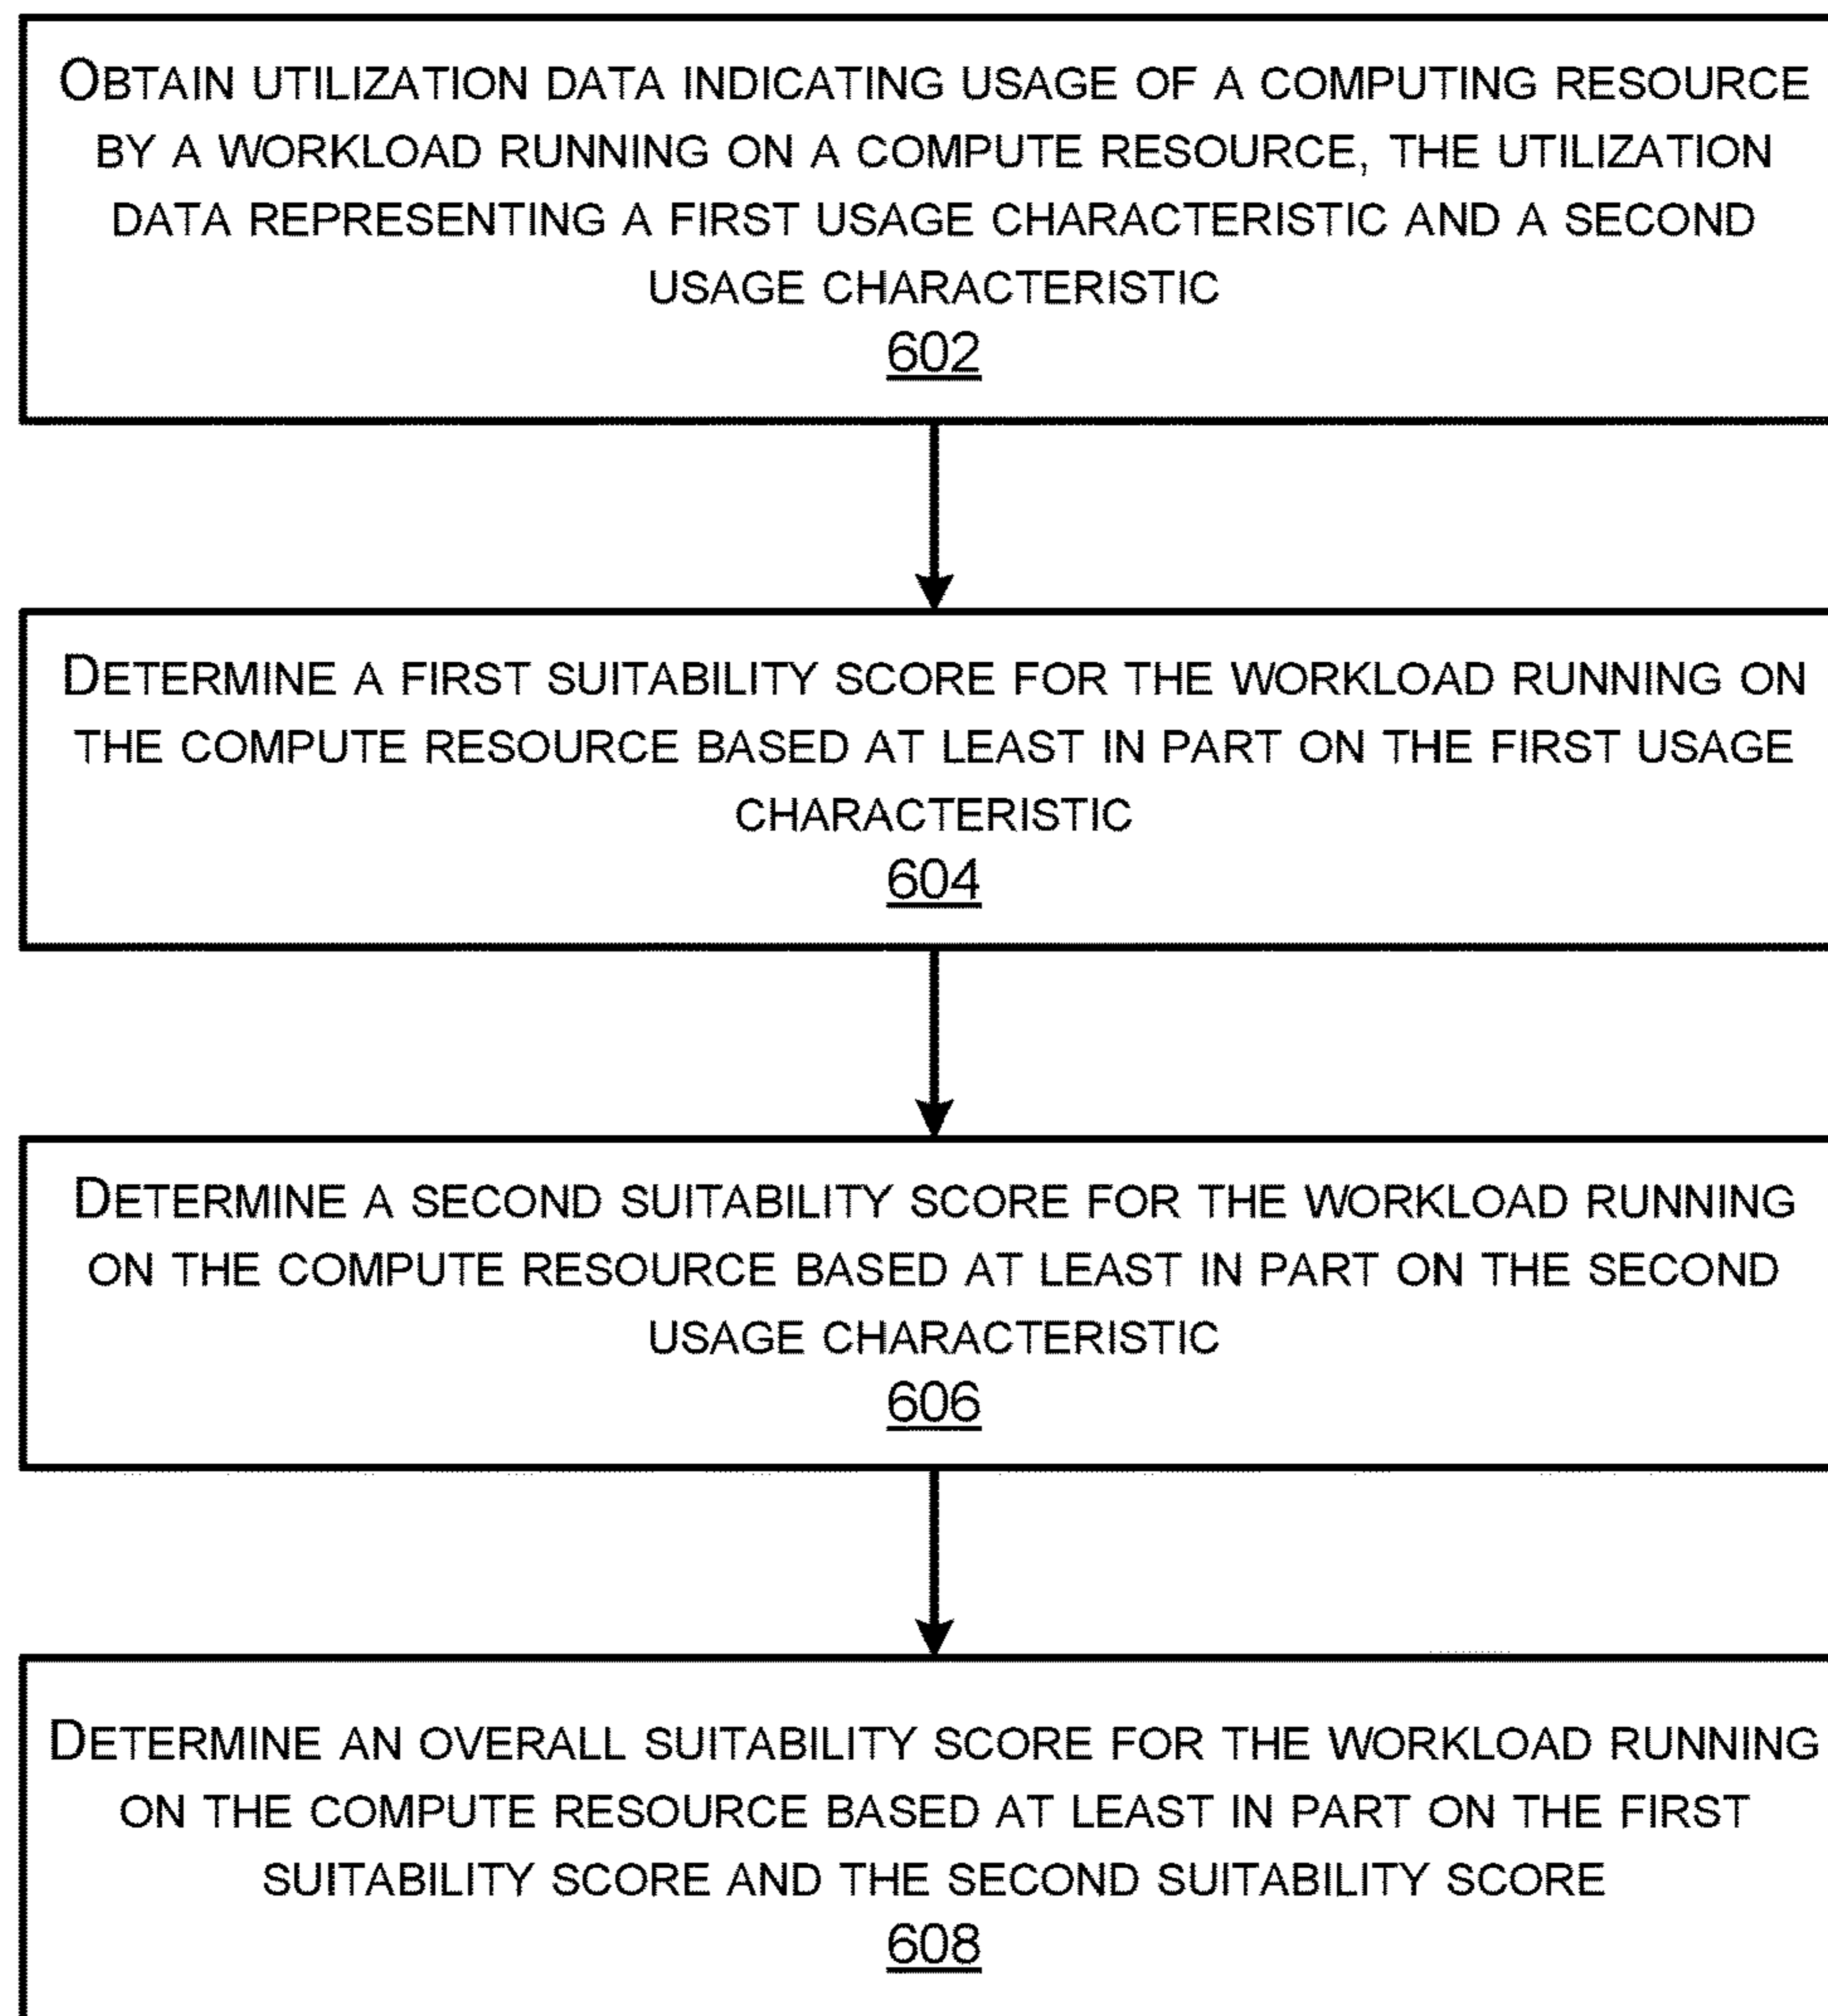 OBTAIN UTILIZATION DATA INDICATING USAGE OF A COMPUTING RESOURCE
BY A WORKLOAD RUNNING ON A COMPUTE RESOURCE, THE UTILIZATION
DATA REPRESENTING A FIRST USAGE CHARACTERISTIC AND A SECOND
USAGE CHARACTERISTIC
602
DETERMINE A FIRST SUITABILITY SCORE FOR THE WORKLOAD RUNNING ON
THE COMPUTE RESOURCE BASED AT LEAST IN PART ON THE FIRST USAGE
CHARACTERISTIC
604
DETERMINE A SECOND SUITABILITY SCORE FOR THE WORKLOAD RUNNING
ON THE COMPUTE RESOURCE BASED AT LEAST IN PART ON THE SECOND
USAGE CHARACTERISTIC
606
DETERMINE AN OVERALL SUITABILITY SCORE FOR THE WORKLOAD RUNNING
ON THE COMPUTE RESOURCE BASED AT LEAST IN PART ON THE FIRST
SUITABILITY SCORE AND THE SECOND SUITABILITY SCORE
608